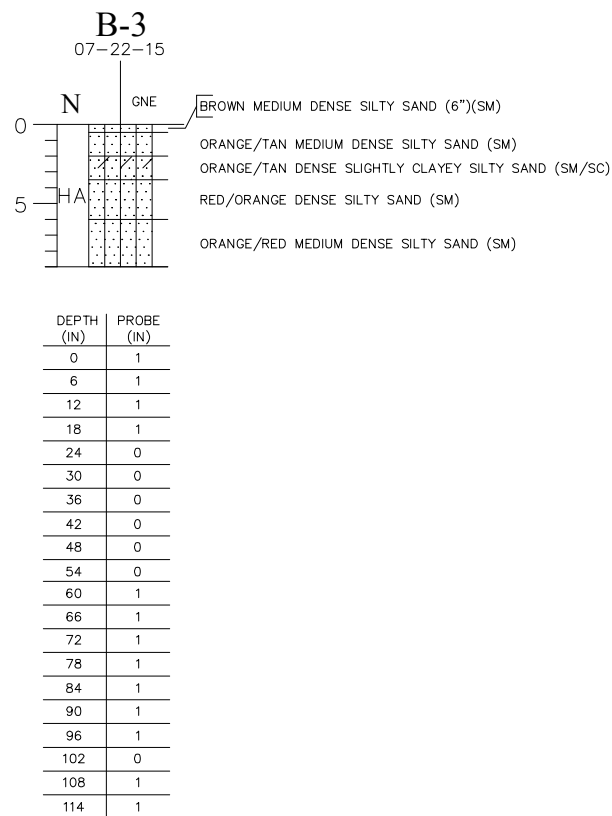 B-3
07-22-15
N GNE
BROWN MEDIUM DENSE SILTY SAND (6")(SM)
0
ORANGE/TAN MEDIUM DENSE SILTY SAND (SM)
ORANGE/TAN DENSE SLIGHTLY CLAYEY SILTY SAND (SM/SC)
HA
5
RED/ORANGE DENSE SILTY SAND (SM)
ORANGE/RED MEDIUM DENSE SILTY SAND (SM)
DEPTH PROBE
(IN) (IN)
0 1
6 1
12 1
18 1
24 0
30 0
36 0
42 0
48 0
54 0
60 1
66 1
72 1
78 1
84 1
90 1
96 1
102 0
108 1
114 1